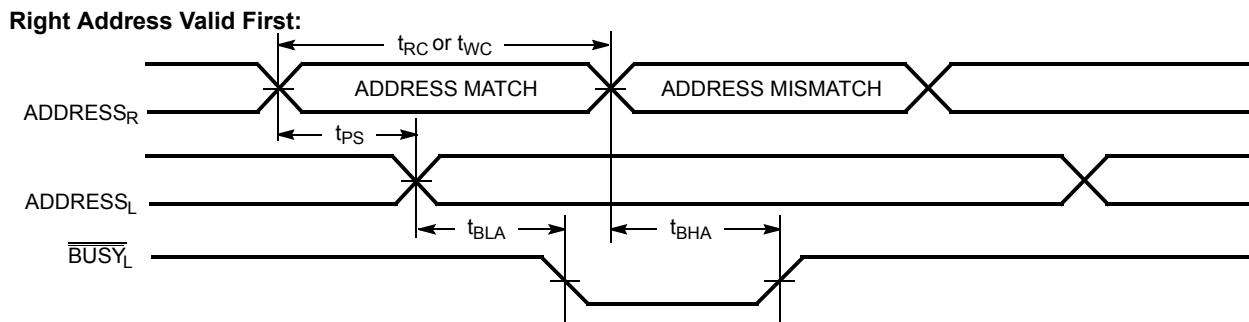 Right Address Valid First:
tRC or tWC
ADDRESS MATCH
ADDRESS MISMATCH
ADDRESSR
tPS
ADDRESSL
tBLA
tBHA
BUSYL